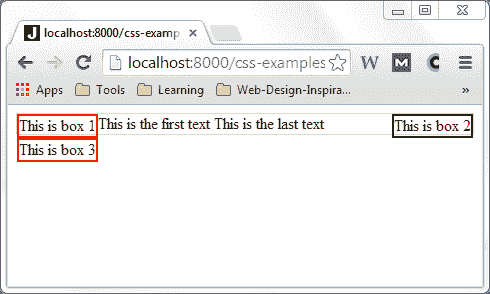 J localhost:8000/css-examp ×
localhost:8000/css-examples
W M C
Apps Tools Learning Web-Design-Inspira... »
This is box 1 This is the first text This is the last text This is box 2
This is box 3